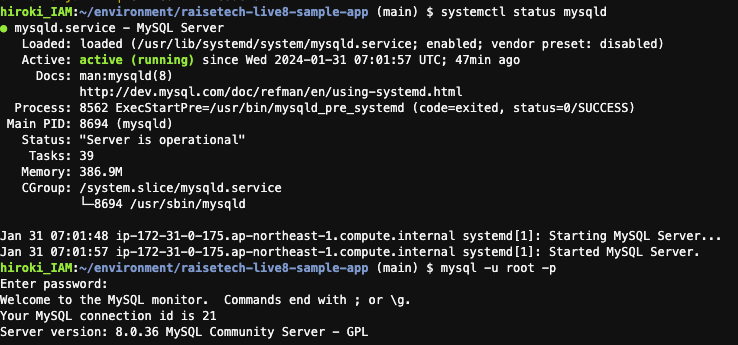 hiroki_IAM:~/environment/raisetech-live8-sample-app (main) $ systemctl status mysqld
● mysqld.service - MySQL Server
   Loaded: loaded (/usr/lib/systemd/system/mysqld.service; enabled; vendor preset: disabled)
   Active: active (running) since Wed 2024-01-31 07:01:57 UTC; 47min ago
     Docs: man:mysqld(8)
           http://dev.mysql.com/doc/refman/en/using-systemd.html
  Process: 8562 ExecStartPre=/usr/bin/mysqld_pre_systemd (code=exited, status=0/SUCCESS)
 Main PID: 8694 (mysqld)
   Status: "Server is operational"
    Tasks: 39
   Memory: 386.9M
   CGroup: /system.slice/mysqld.service
           └─8694 /usr/sbin/mysqld

Jan 31 07:01:48 ip-172-31-0-175.ap-northeast-1.compute.internal systemd[1]: Starting MySQL Server...
Jan 31 07:01:57 ip-172-31-0-175.ap-northeast-1.compute.internal systemd[1]: Started MySQL Server.
hiroki_IAM:~/environment/raisetech-live8-sample-app (main) $ mysql -u root -p
Enter password:
Welcome to the MySQL monitor.  Commands end with ; or \g.
Your MySQL connection id is 21
Server version: 8.0.36 MySQL Community Server - GPL